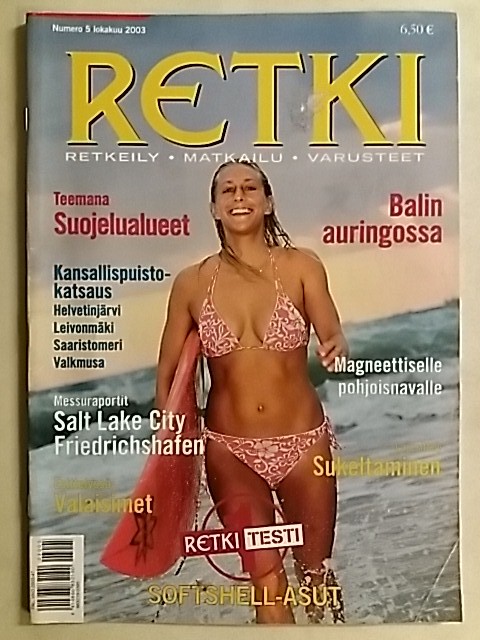 Numero 5 lokakuu 2003
6,50 €
RETKI
RETKEILY • MATKAILU • VARUSTEET
Teemana
Suojelualueet
Balin
auringossa
Kansallispuisto-
katsaus
Helvetinjärvi
Leivonmäki
Saaristomeri
Valkmusa
Magneettiselle
pohjoisnavalle
Messuraportit
Salt Lake City
Friedrichshafen
Sukeltaminen
Valaisimet
RETKI TESTI
SOFTSHELL-ASUT